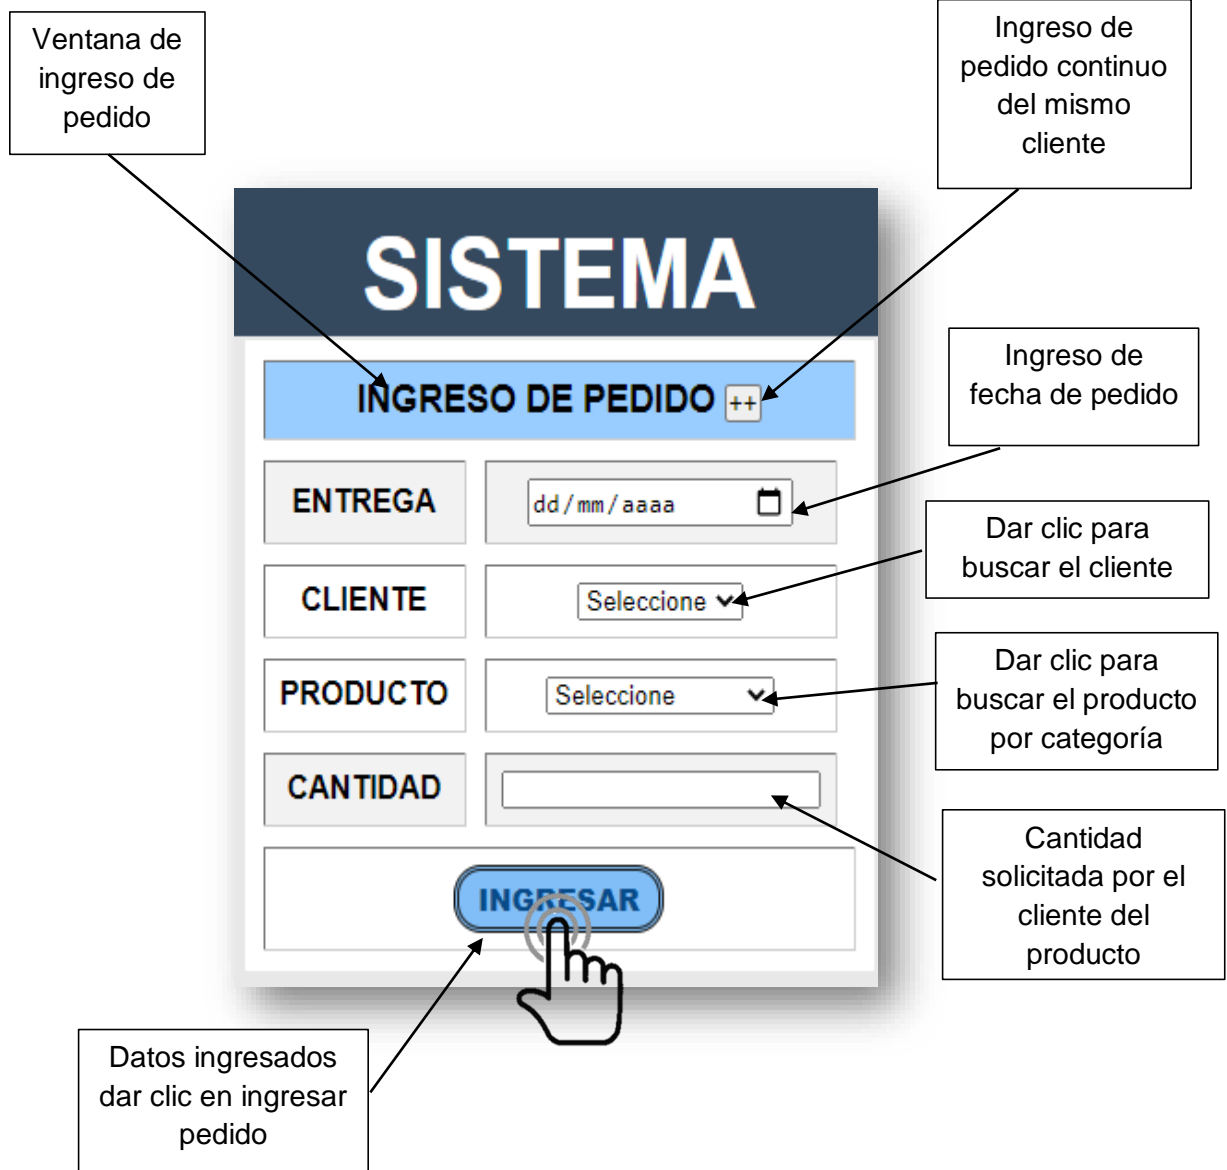 Ventana de
ingreso de
pedido
Ingreso de
pedido continuo
del mismo
cliente
SISTEMA
INGRESO DE PEDIDO ++
Ingreso de
fecha de pedido
ENTREGA
dd/mm/aaaa
Dar clic para
buscar el cliente
CLIENTE
Seleccione
Dar clic para
buscar el producto
por categoría
PRODUCTO
Seleccione
CANTIDAD
Cantidad
solicitada por el
cliente del
producto
INGRESAR
Datos ingresados
dar clic en ingresar
pedido